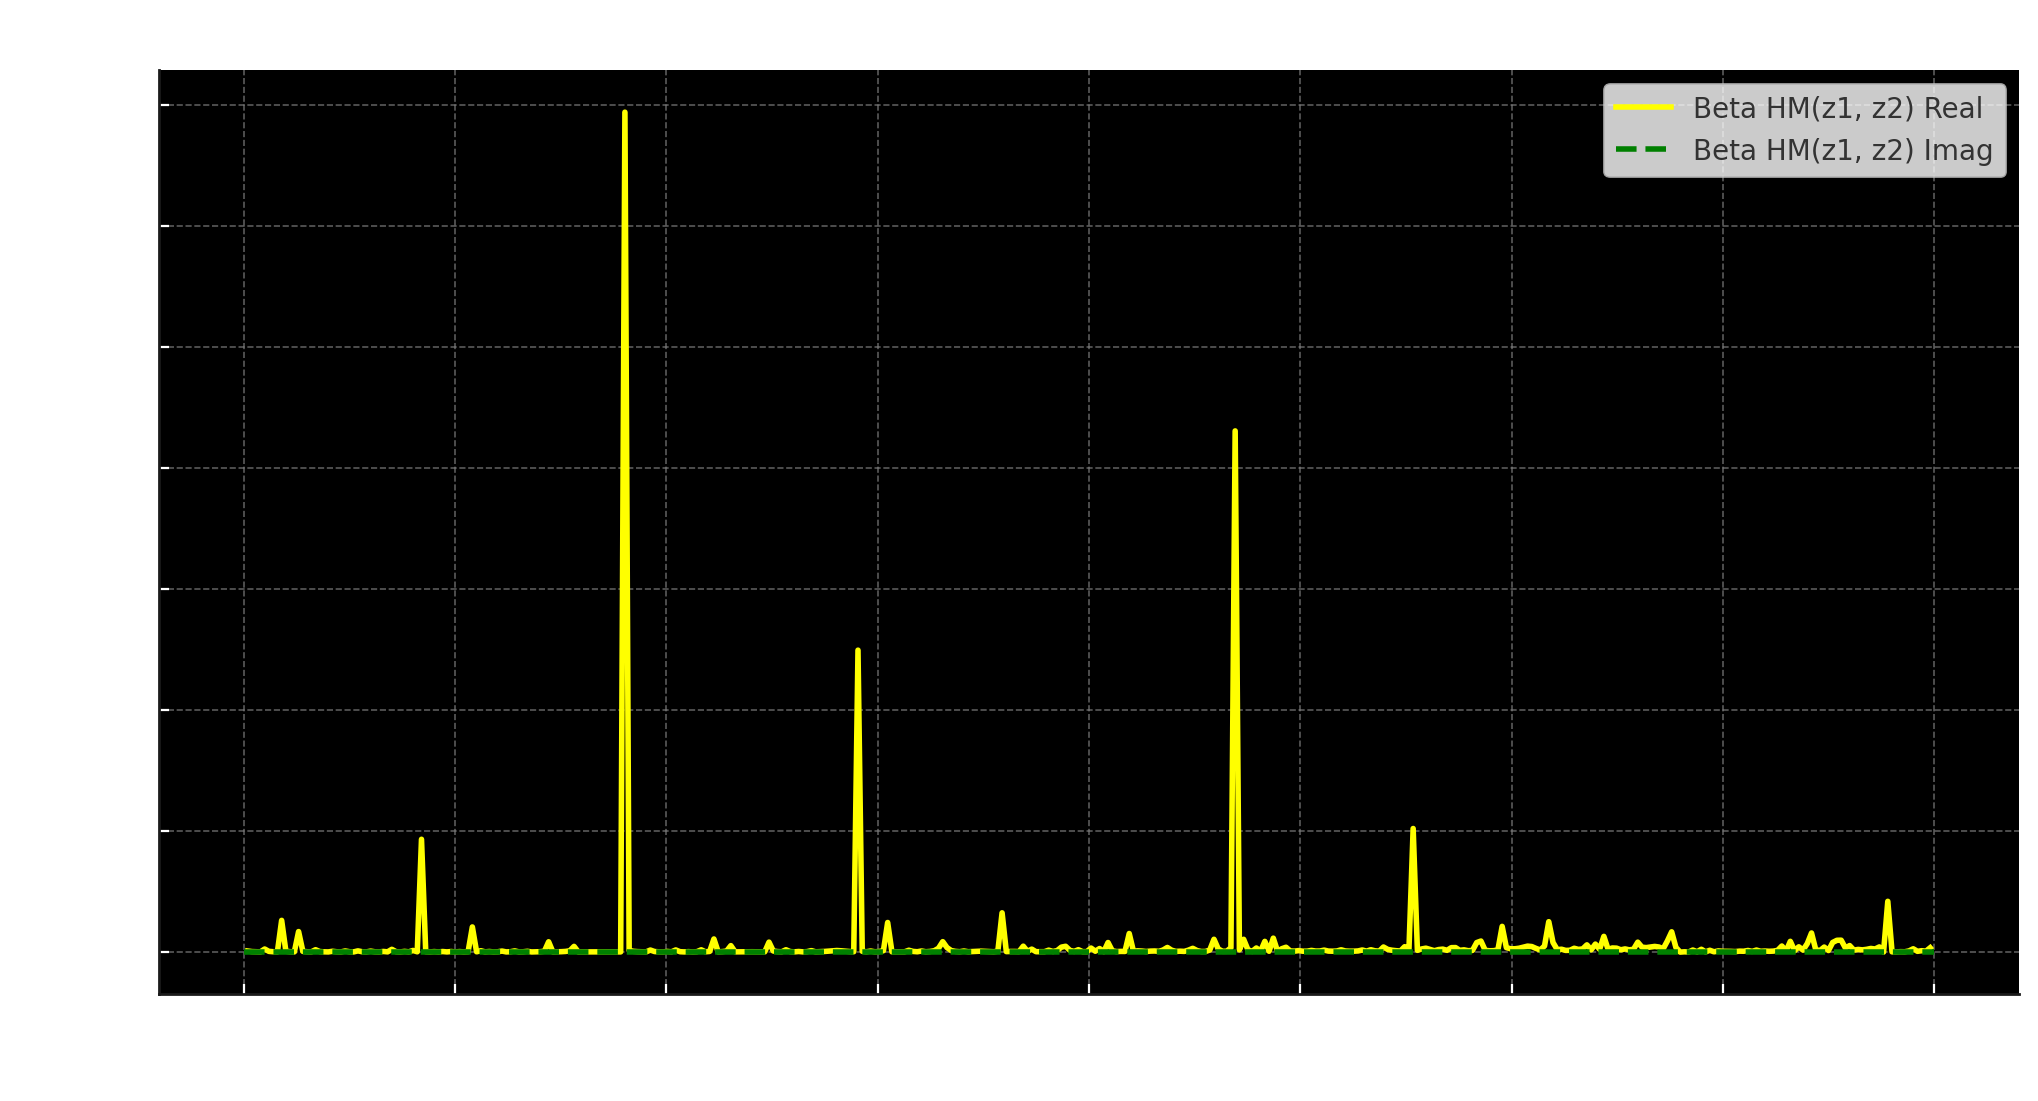 Beta HM(z1, z2) Real
Beta HM(z1, z2) Imag